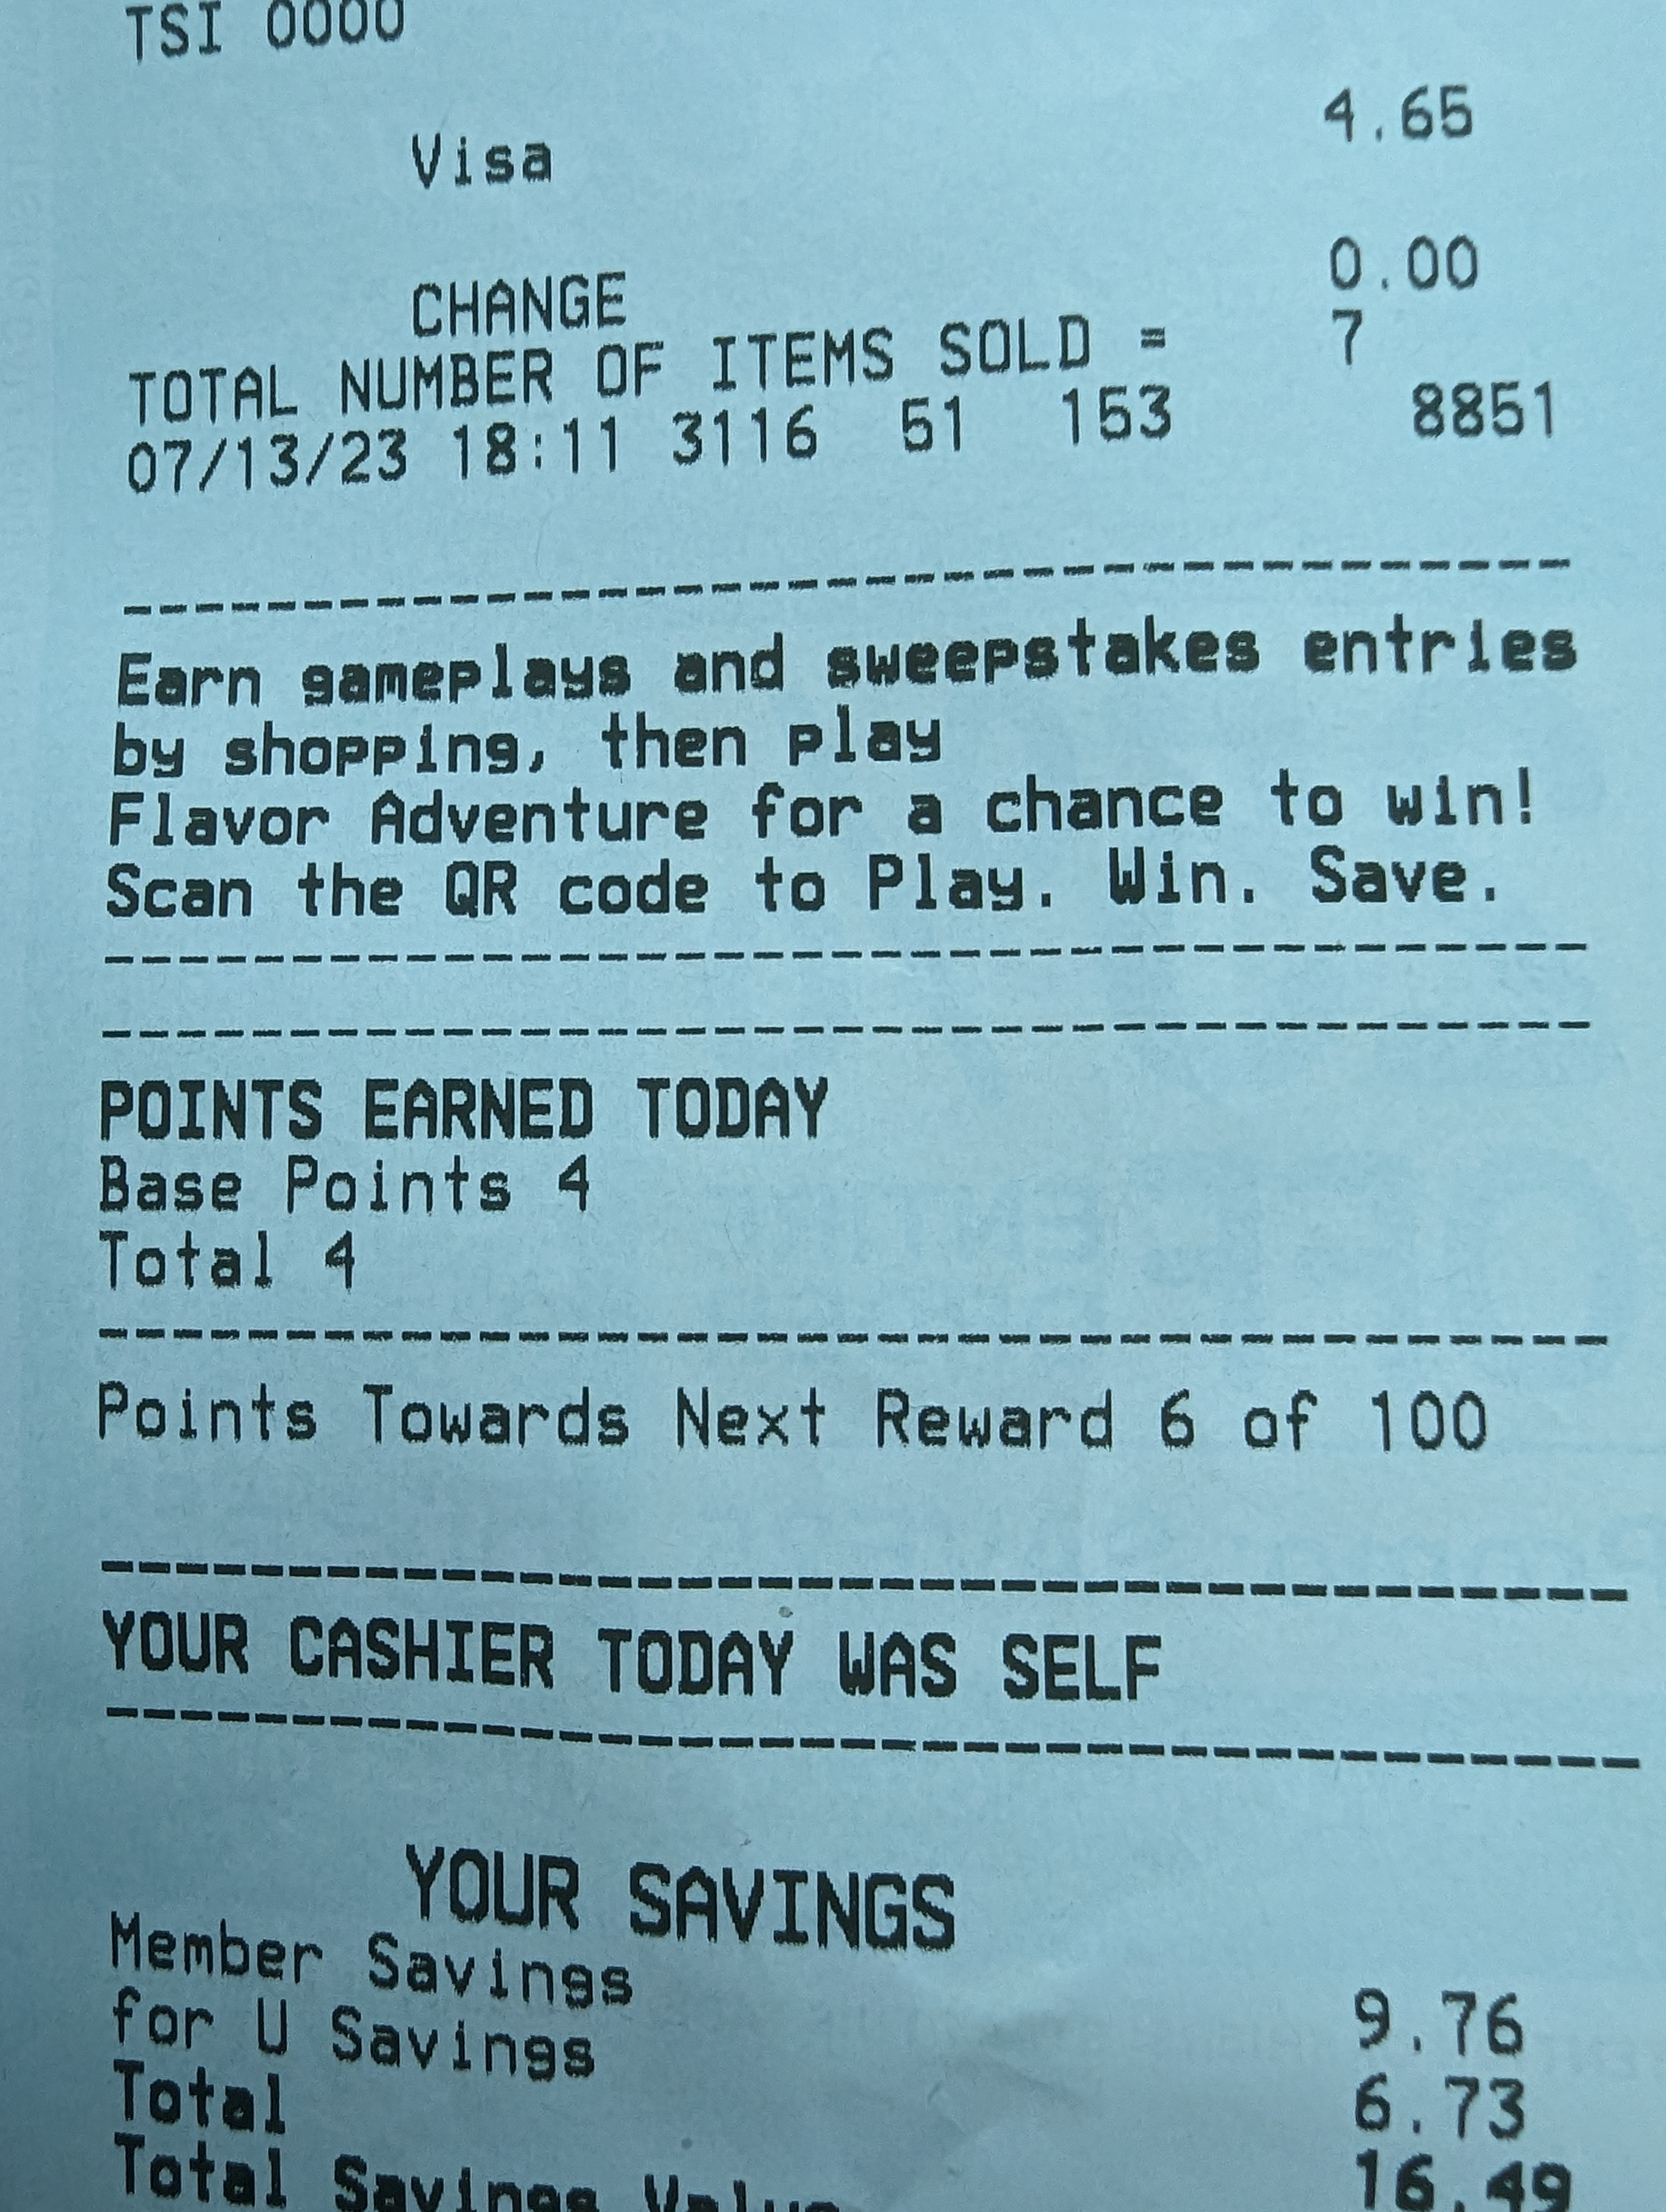 TSI 0000
Visa 4.65
CHANGE 0.00
TOTAL NUMBER OF ITEMS SOLD = 7
07/13/23 18:11 3116 51 153 8851
Earn gameplays and sweepstakes entries
by shopping, then play
Flavor Adventure for a chance to win!
Scan the QR code to Play. Win. Save.
POINTS EARNED TODAY
Base Points 4
Total 4
Points Towards Next Reward 6 of 100
YOUR CASHIER TODAY WAS SELF
YOUR SAVINGS
Member Savings 9.76
for U Savings 6.73
Total 16.49
Total Savings Value